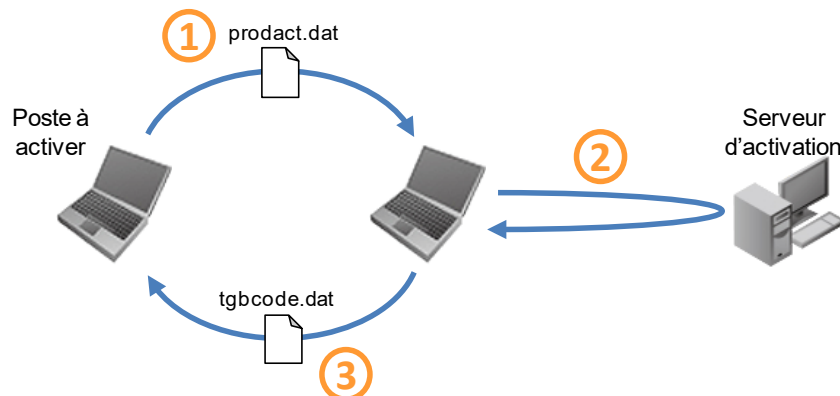 1
prodact.dat
Poste à
activer
2
Serveur
d'activation
tgbcode.dat
3